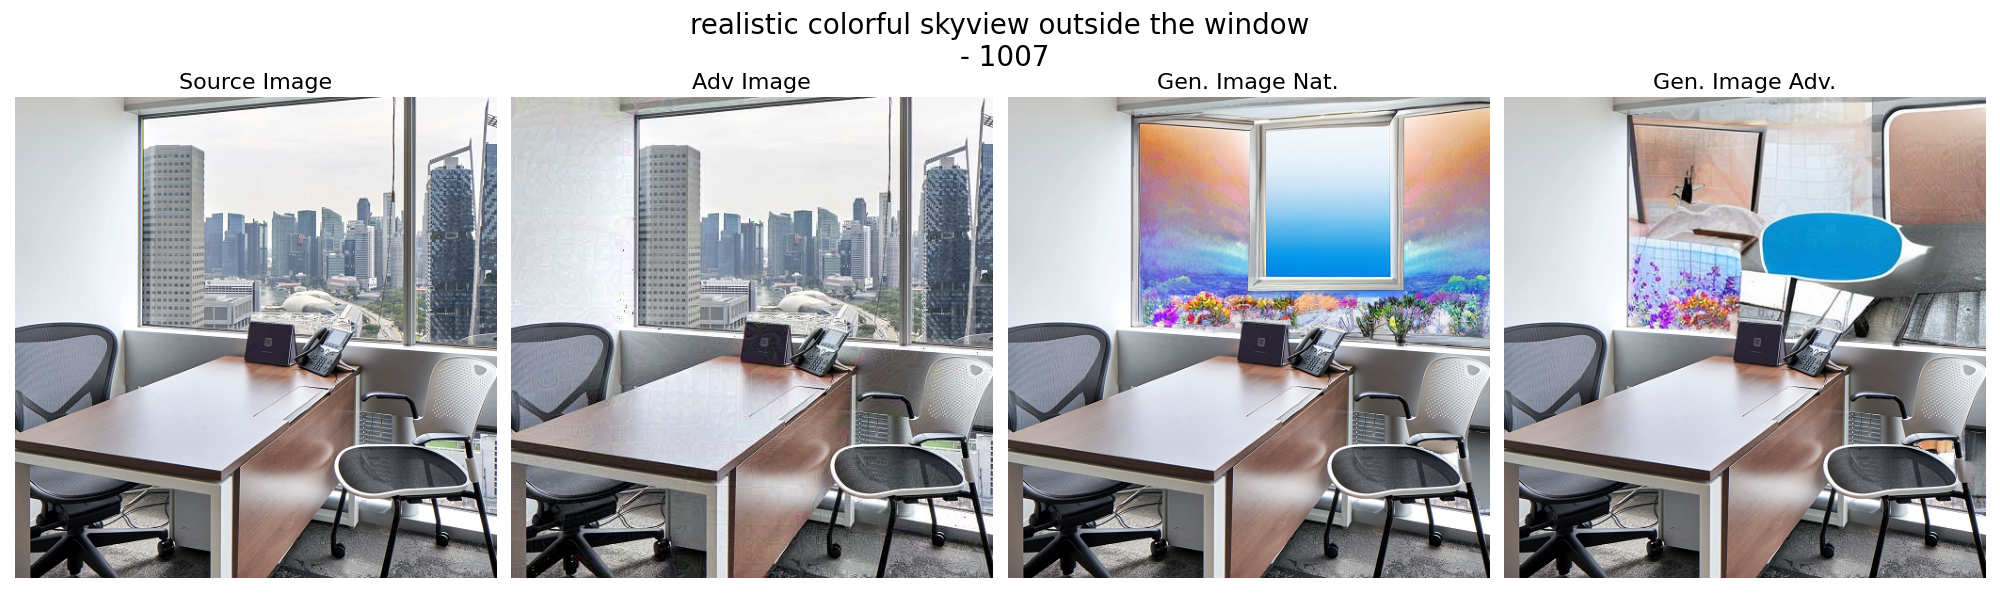 realistic colorful skyview outside the window
- 1007
Source Image
Adv Image
Gen. Image Nat.
Gen. Image Adv.